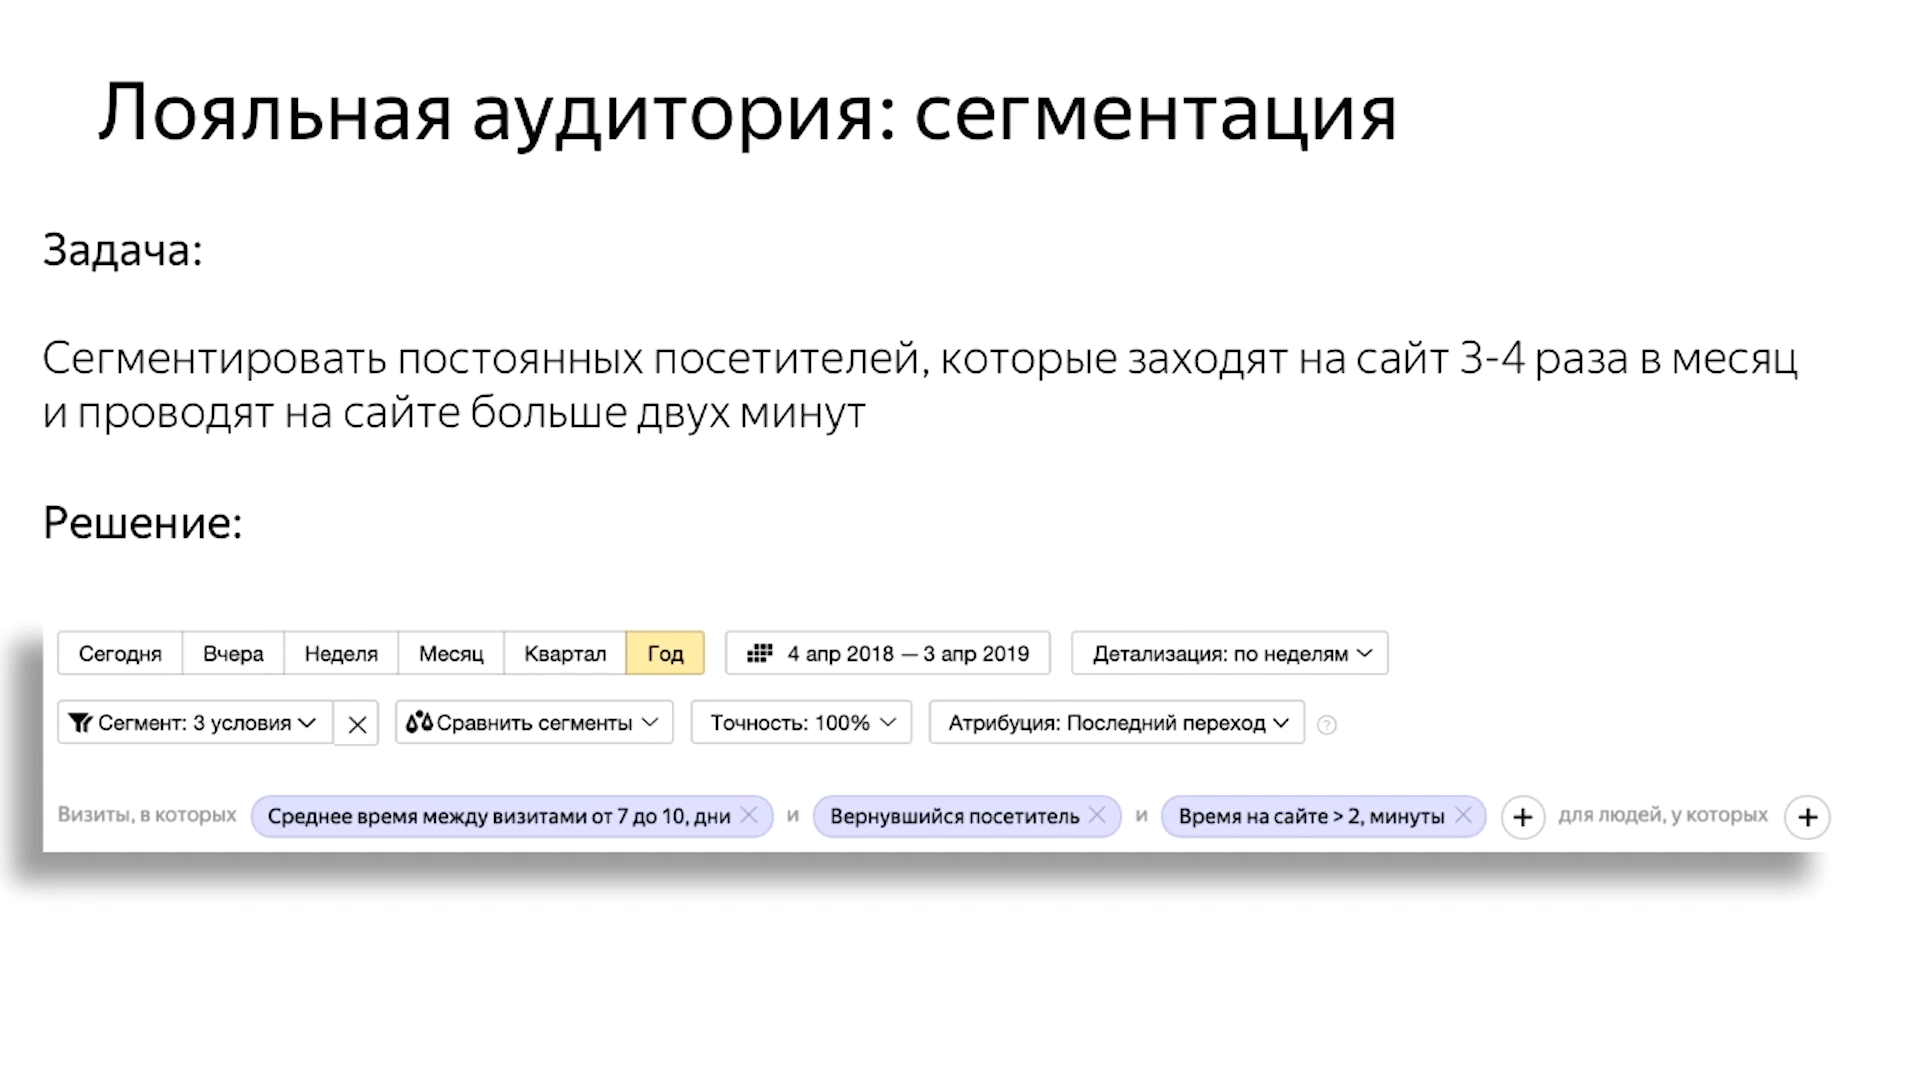 Лояльная аудитория: сегментация
Задача:
Сегментировать постоянных посетителей, которые заходят на сайт 3-4 раза в месяц
и проводят на сайте больше двух минут
Решение:
Сегодня Вчера Неделя Месяц Квартал Год 4 апр 2018 — 3 апр 2019 Детализация: по неделям
Сегмент: 3 условия Сравнить сегменты Точность: 100% Атрибуция: Последний переход ?
Визиты, в которых Среднее время между визитами от 7 до 10, дни и Вернувшийся посетитель и Время на сайте > 2, минуты + для людей, у которых +